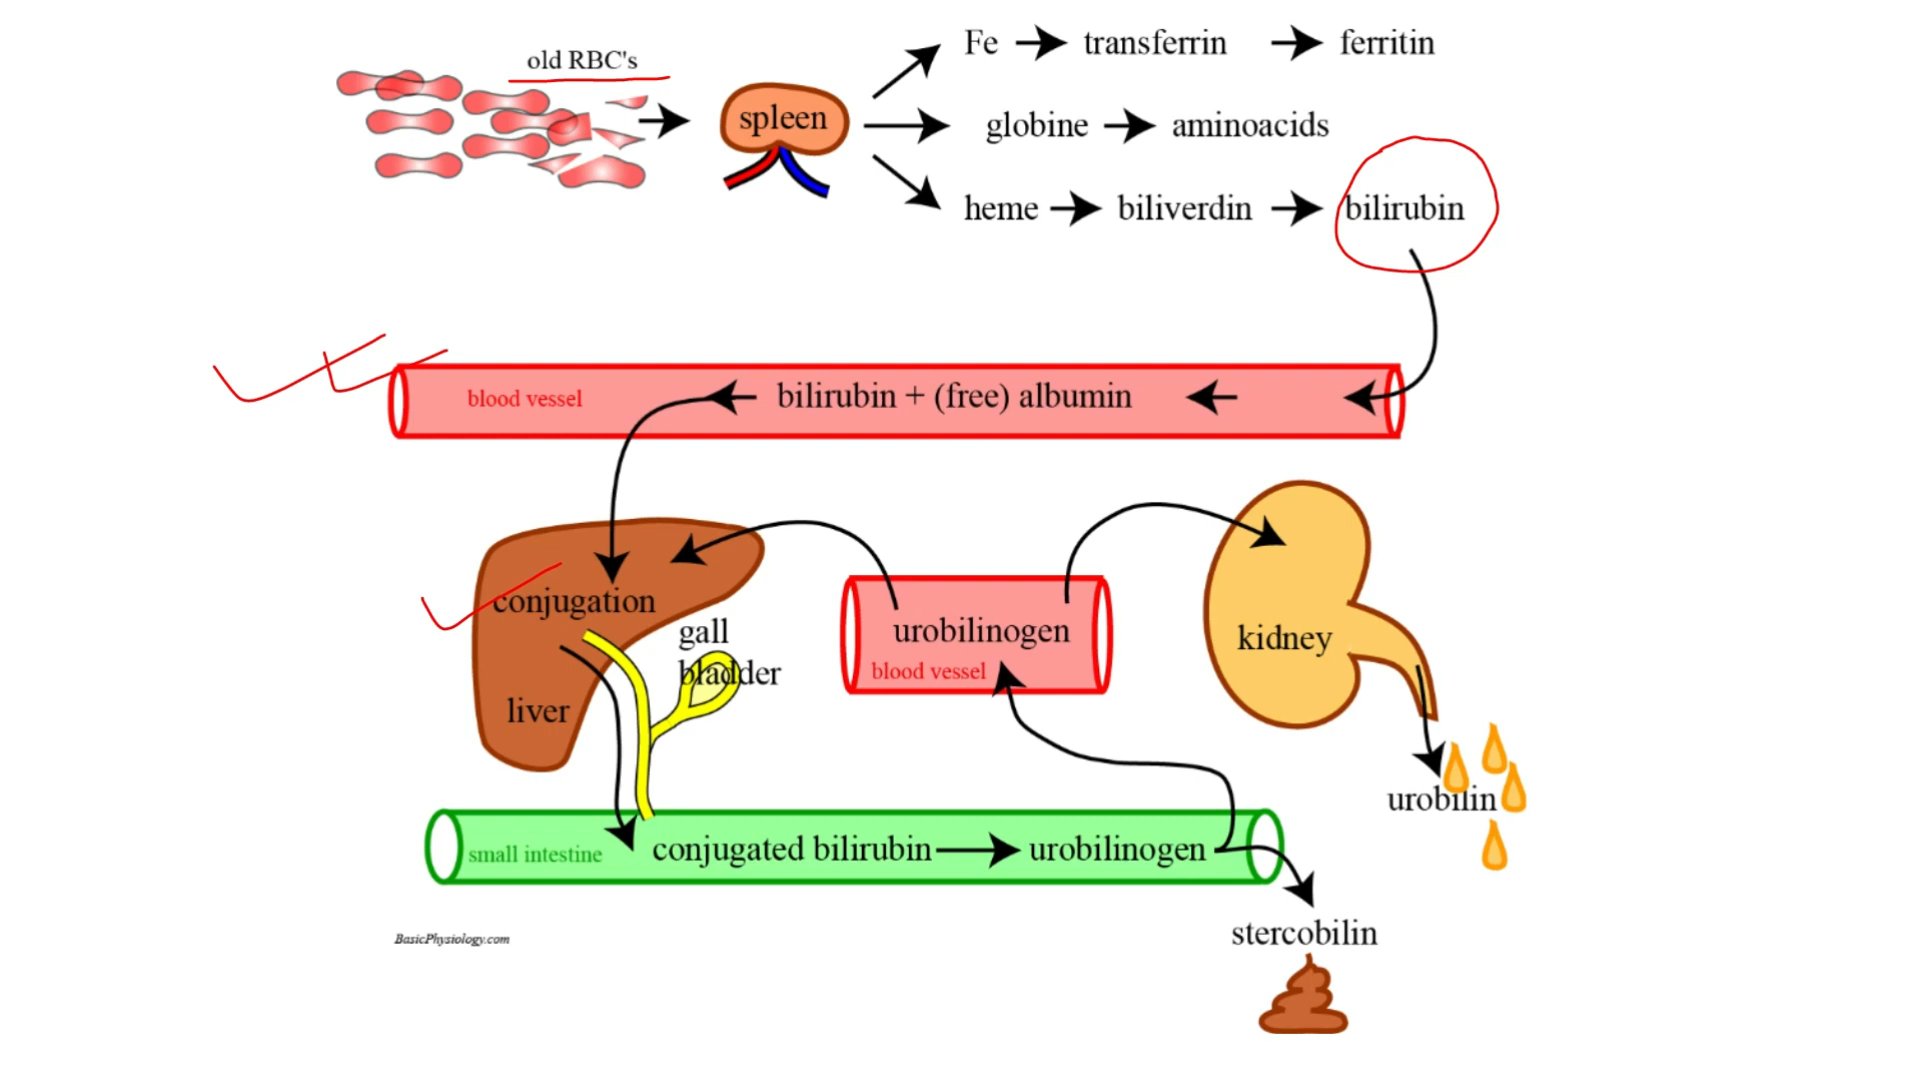 old RBC's
spleen
Fe transferrin ferritin
globine aminoacids
heme biliverdin bilirubin
blood vessel bilirubin + (free) albumin
conjugation
liver
gall
bladder
urobilinogen
blood vessel
kidney
urobilin
small intestine conjugated bilirubin urobilinogen
stercobilin
BasicPhysiology.com